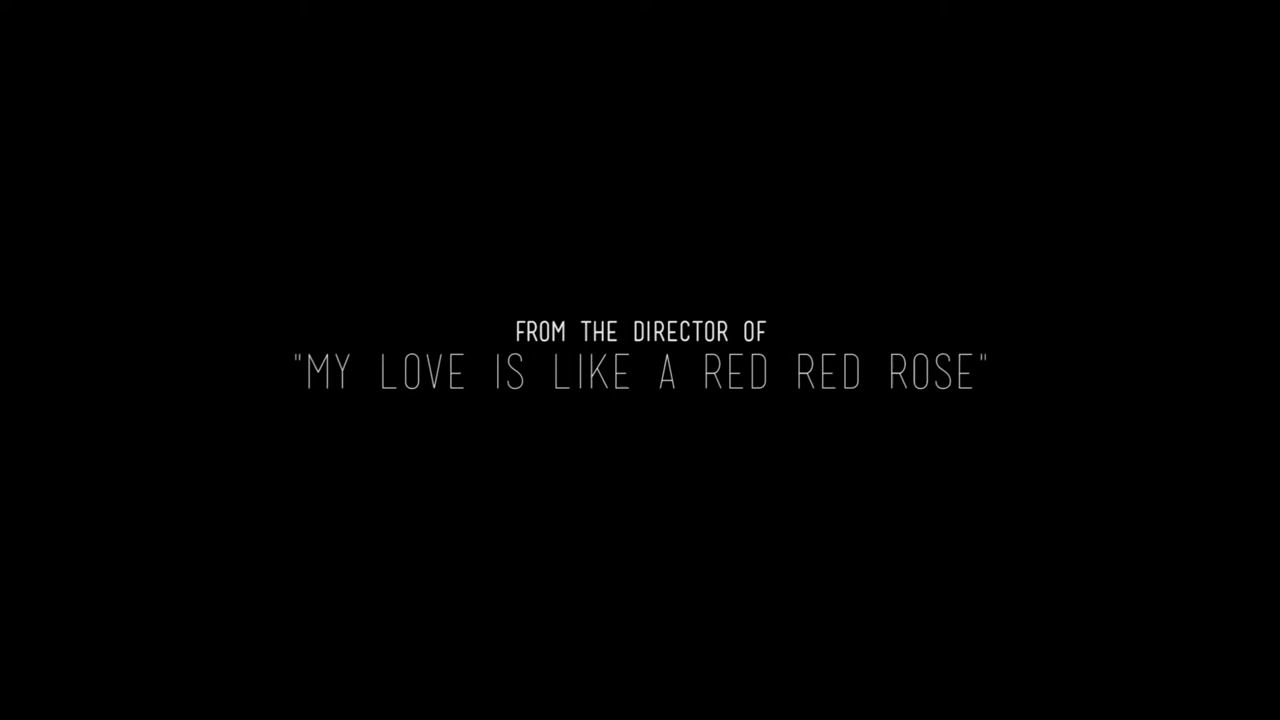 FROM THE DIRECTOR OF
"MY LOVE IS LIKE A RED RED ROSE"